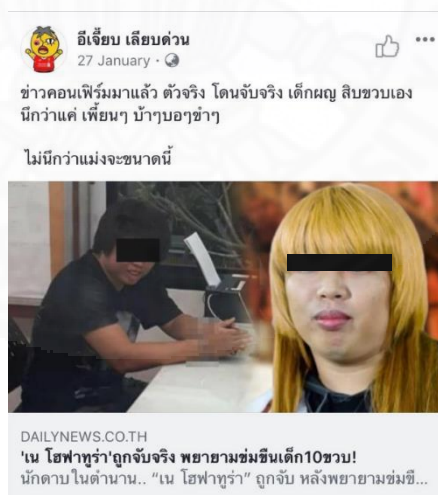 อีเจี๊ยบ เลียบด่วน
27 January ·
ข่าวคอนเฟิร์มมาแล้ว ตัวจริง โดนจับจริง เด็กผญ สิบขวบเอง
นึกว่าแค่ เพี้ยนๆ บ้าๆบอๆขำๆ
ไม่นึกว่าแม่งจะขนาดนี้
DAILYNEWS.CO.TH
'เน โฮฟาทูร่า'ถูกจับจริง พยายามข่มขืนเด็ก10ขวบ!
นักดาบในตำนาน.. “เน โฮฟาทูร่า” ถูกจับ หลังพยายามข่มขื...